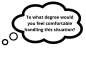 To what degree would
you feel comfortable
handling this situation?